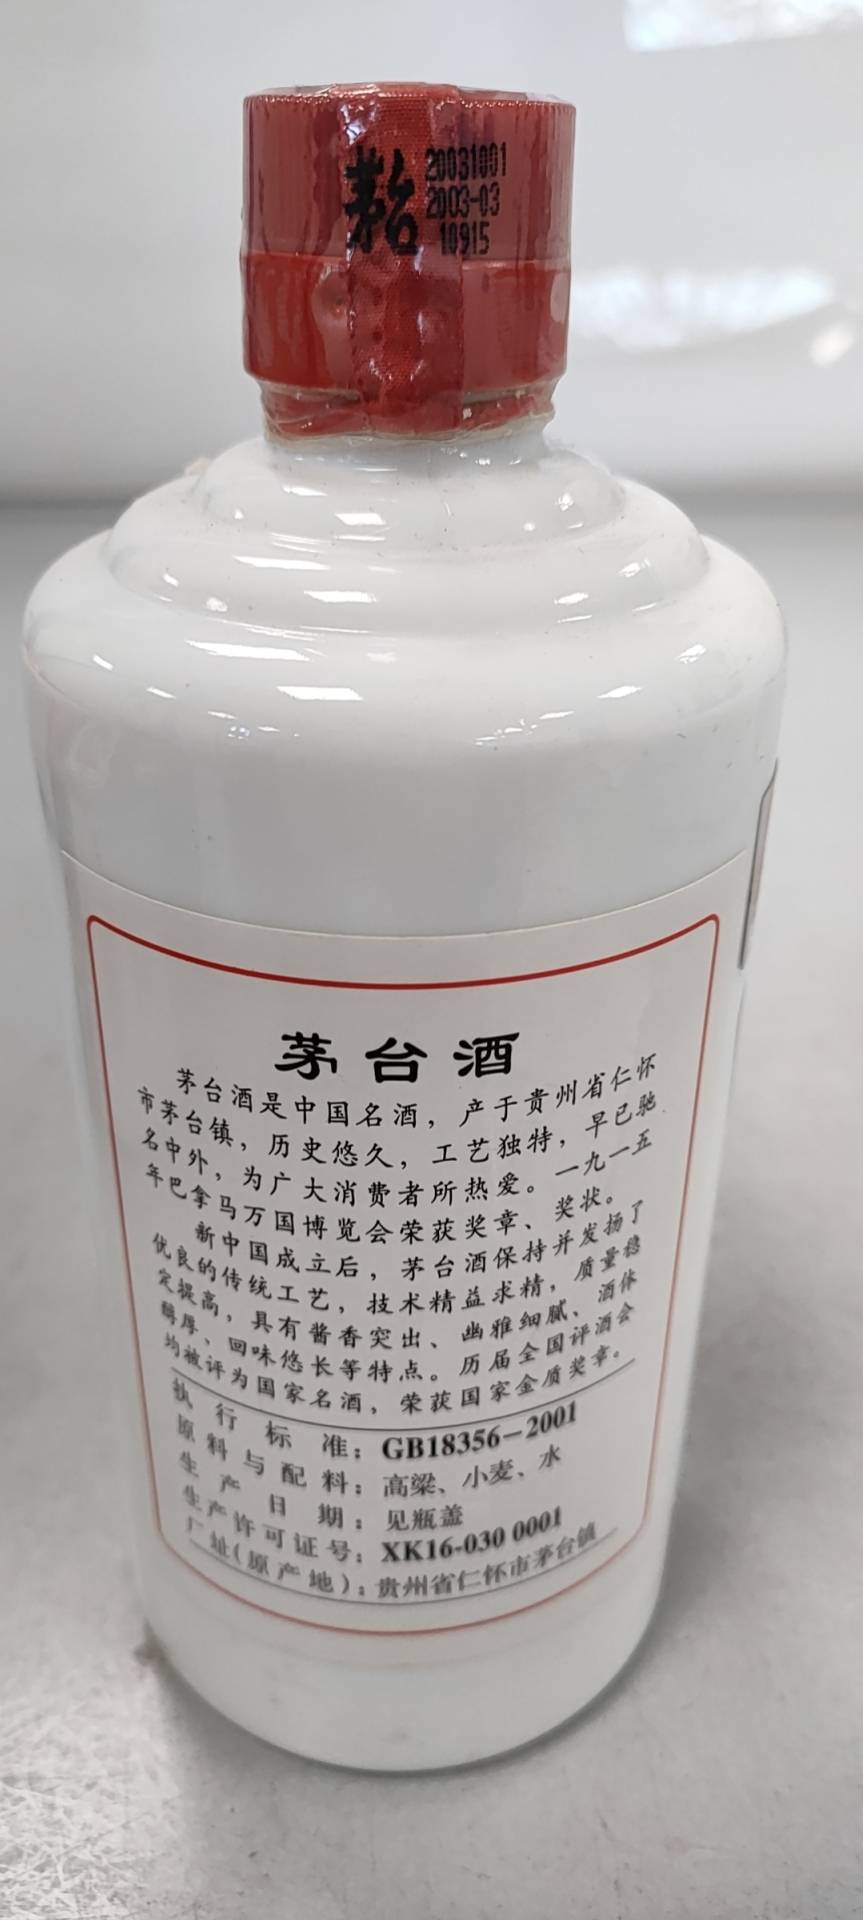 茅台
20031001
2003-03
10915
茅台酒
茅台酒是中国名酒，产于贵州省仁怀
市茅台镇，历史悠久，工艺独特，早已驰
名中外，为广大消费者所热爱。一九一五
年巴拿马万国博览会荣获奖章、奖状。
新中国成立后，茅台酒保持并发扬了
优良的传统工艺，技术精益求精，质量稳
定提高，具有酱香突出、幽雅细腻、酒体
醇厚、回味悠长等特点。历届全国评酒会
均被评为国家名酒，荣获国家金质奖章。
执行标准：GB18356-2001
原料与配料：高粱、小麦、水
生产日期：见瓶盖
生产许可证号：XK16-030 0001
厂址(原产地)：贵州省仁怀市茅台镇